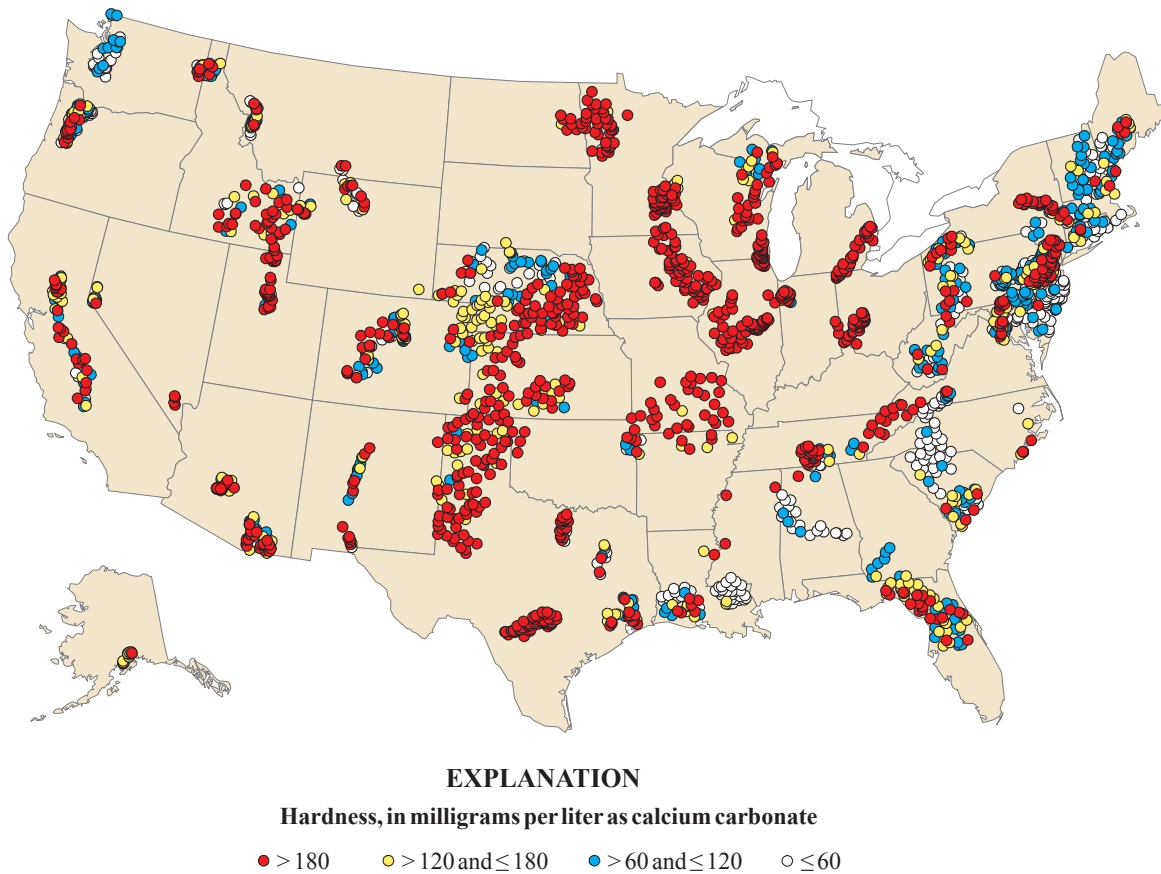 EXPLANATION
Hardness, in milligrams per liter as calcium carbonate
>180 >120 and ≤180 >60 and ≤120 ≤60